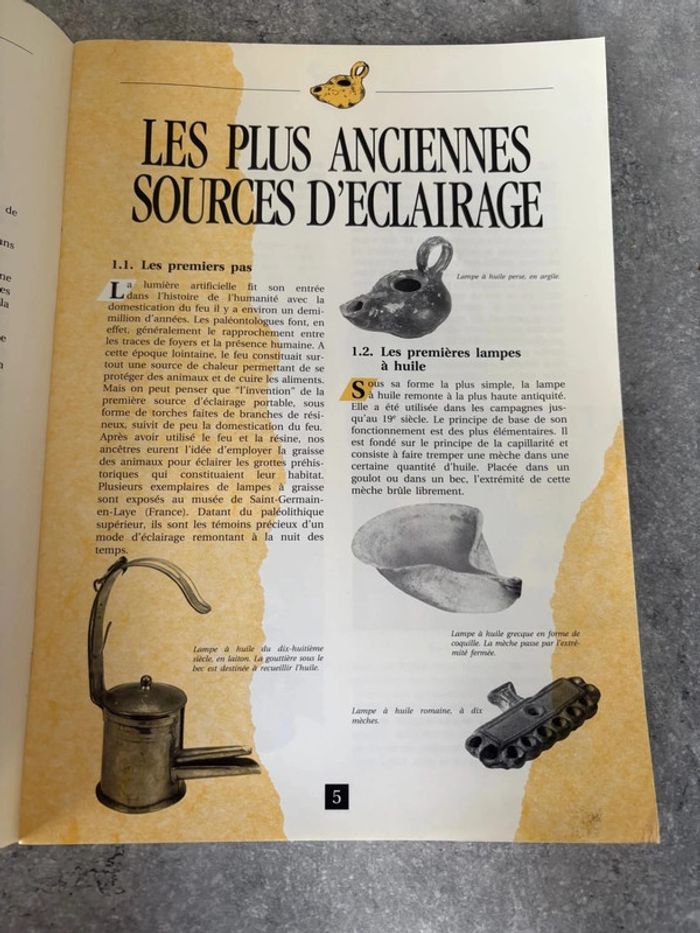 de
ans
ne
es
la
e
n
LES PLUS ANCIENNES
SOURCES D'ECLAIRAGE
1.1. Les premiers pas
La lumière artificielle fit son entrée
dans l'histoire de l'humanité avec la
domestication du feu il y a environ un demi-
million d'années. Les paléontologues font, en
effet, généralement le rapprochement entre
les traces de foyers et la présence humaine. A
cette époque lointaine, le feu constituait sur-
tout une source de chaleur permettant de se
protéger des animaux et de cuire les aliments.
Mais on peut penser que "l'invention" de la
première source d'éclairage portable, sous
forme de torches faites de branches de rési-
neux, suivit de peu la domestication du feu.
Après avoir utilisé le feu et la résine, nos
ancêtres eurent l'idée d'employer la graisse
des animaux pour éclairer les grottes préhis-
toriques qui constituaient leur habitat.
Plusieurs exemplaires de lampes à graisse
sont exposés au musée de Saint-Germain-
en-Laye (France). Datant du paléolithique
supérieur, ils sont les témoins précieux d'un
mode d'éclairage remontant à la nuit des
temps.
Lampe à huile du dix-huitième
siècle, en laiton. La gouttière sous le
bec est destinée à recueillir l'huile.
Lampe à huile perse, en argile.
1.2. Les premières lampes
à huile
Sous sa forme la plus simple, la lampe
à huile remonte à la plus haute antiquité.
Elle a été utilisée dans les campagnes jus-
qu'au 19e siècle. Le principe de base de son
fonctionnement est des plus élémentaires. Il
est fondé sur le principe de la capillarité et
consiste à faire tremper une mèche dans une
certaine quantité d'huile. Placée dans un
goulot ou dans un bec, l'extrémité de cette
mèche brûle librement.
Lampe à huile grecque en forme de
coquille. La mèche passe par l'extré-
mité fermée.
Lampe à huile romaine, à dix
mèches.
5